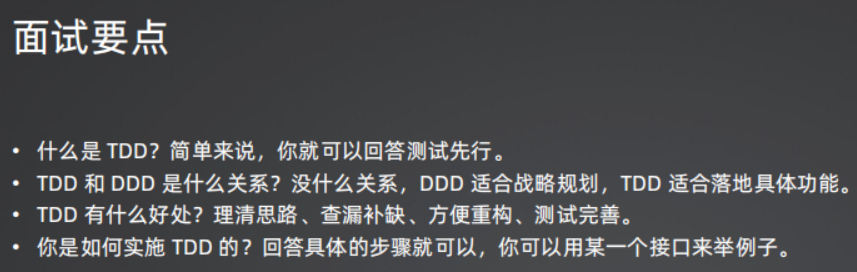 面试要点
• 什么是 TDD？简单来说，你就可以回答测试先行。
• TDD 和 DDD 是什么关系？没什么关系，DDD 适合战略规划，TDD 适合落地具体功能。
• TDD 有什么好处？理清思路、查漏补缺、方便重构、测试完善。
• 你是如何实施 TDD 的？回答具体的步骤就可以，你可以用某一个接口来举例子。